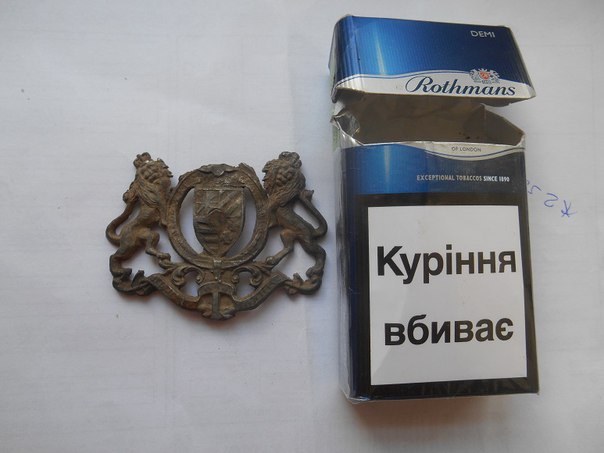 DEMI
Rothmans
OF LONDON
EXCEPTIONAL TOBACCOS SINCE 1890
Куріння
вбиває